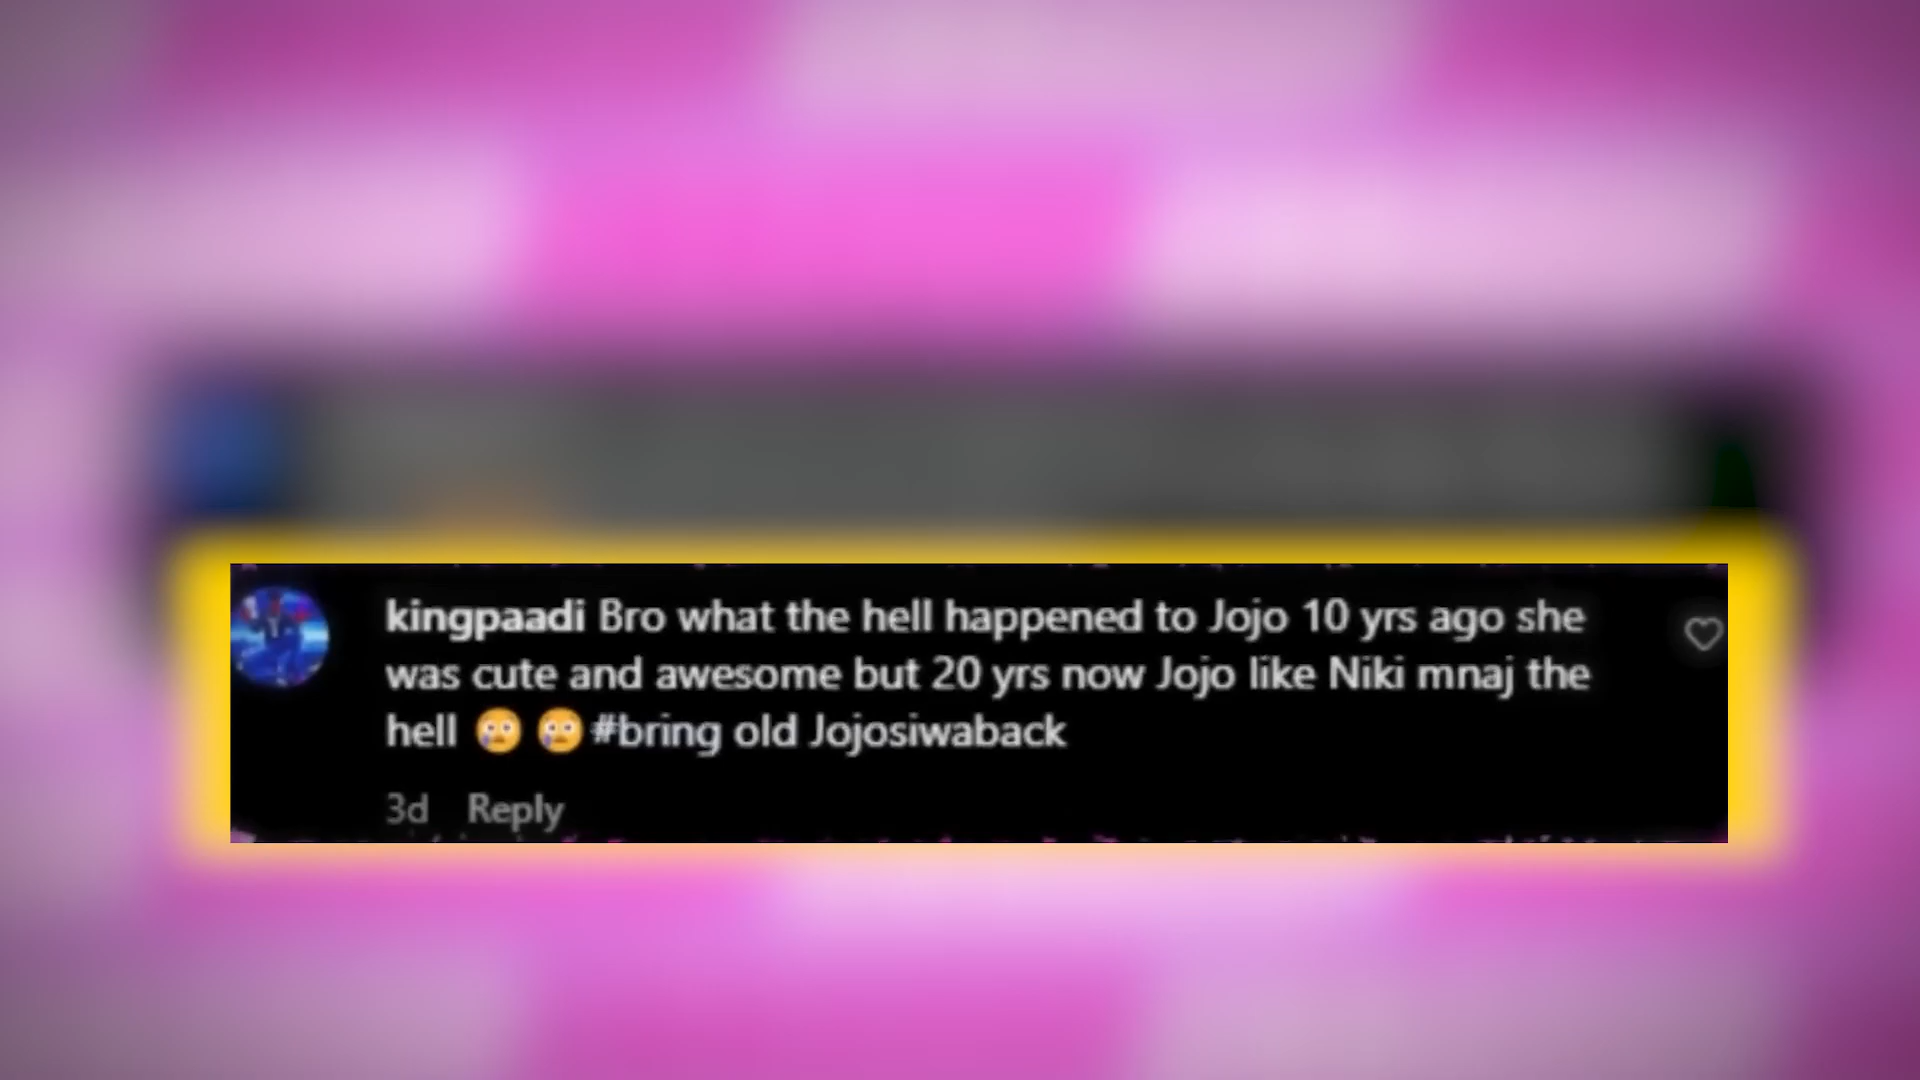 kingpaadi Bro what the hell happened to Jojo 10 yrs ago she
was cute and awesome but 20 yrs now Jojo like Niki mnaj the
hell 😢 😢 #bring old Jojosiwaback
3d Reply